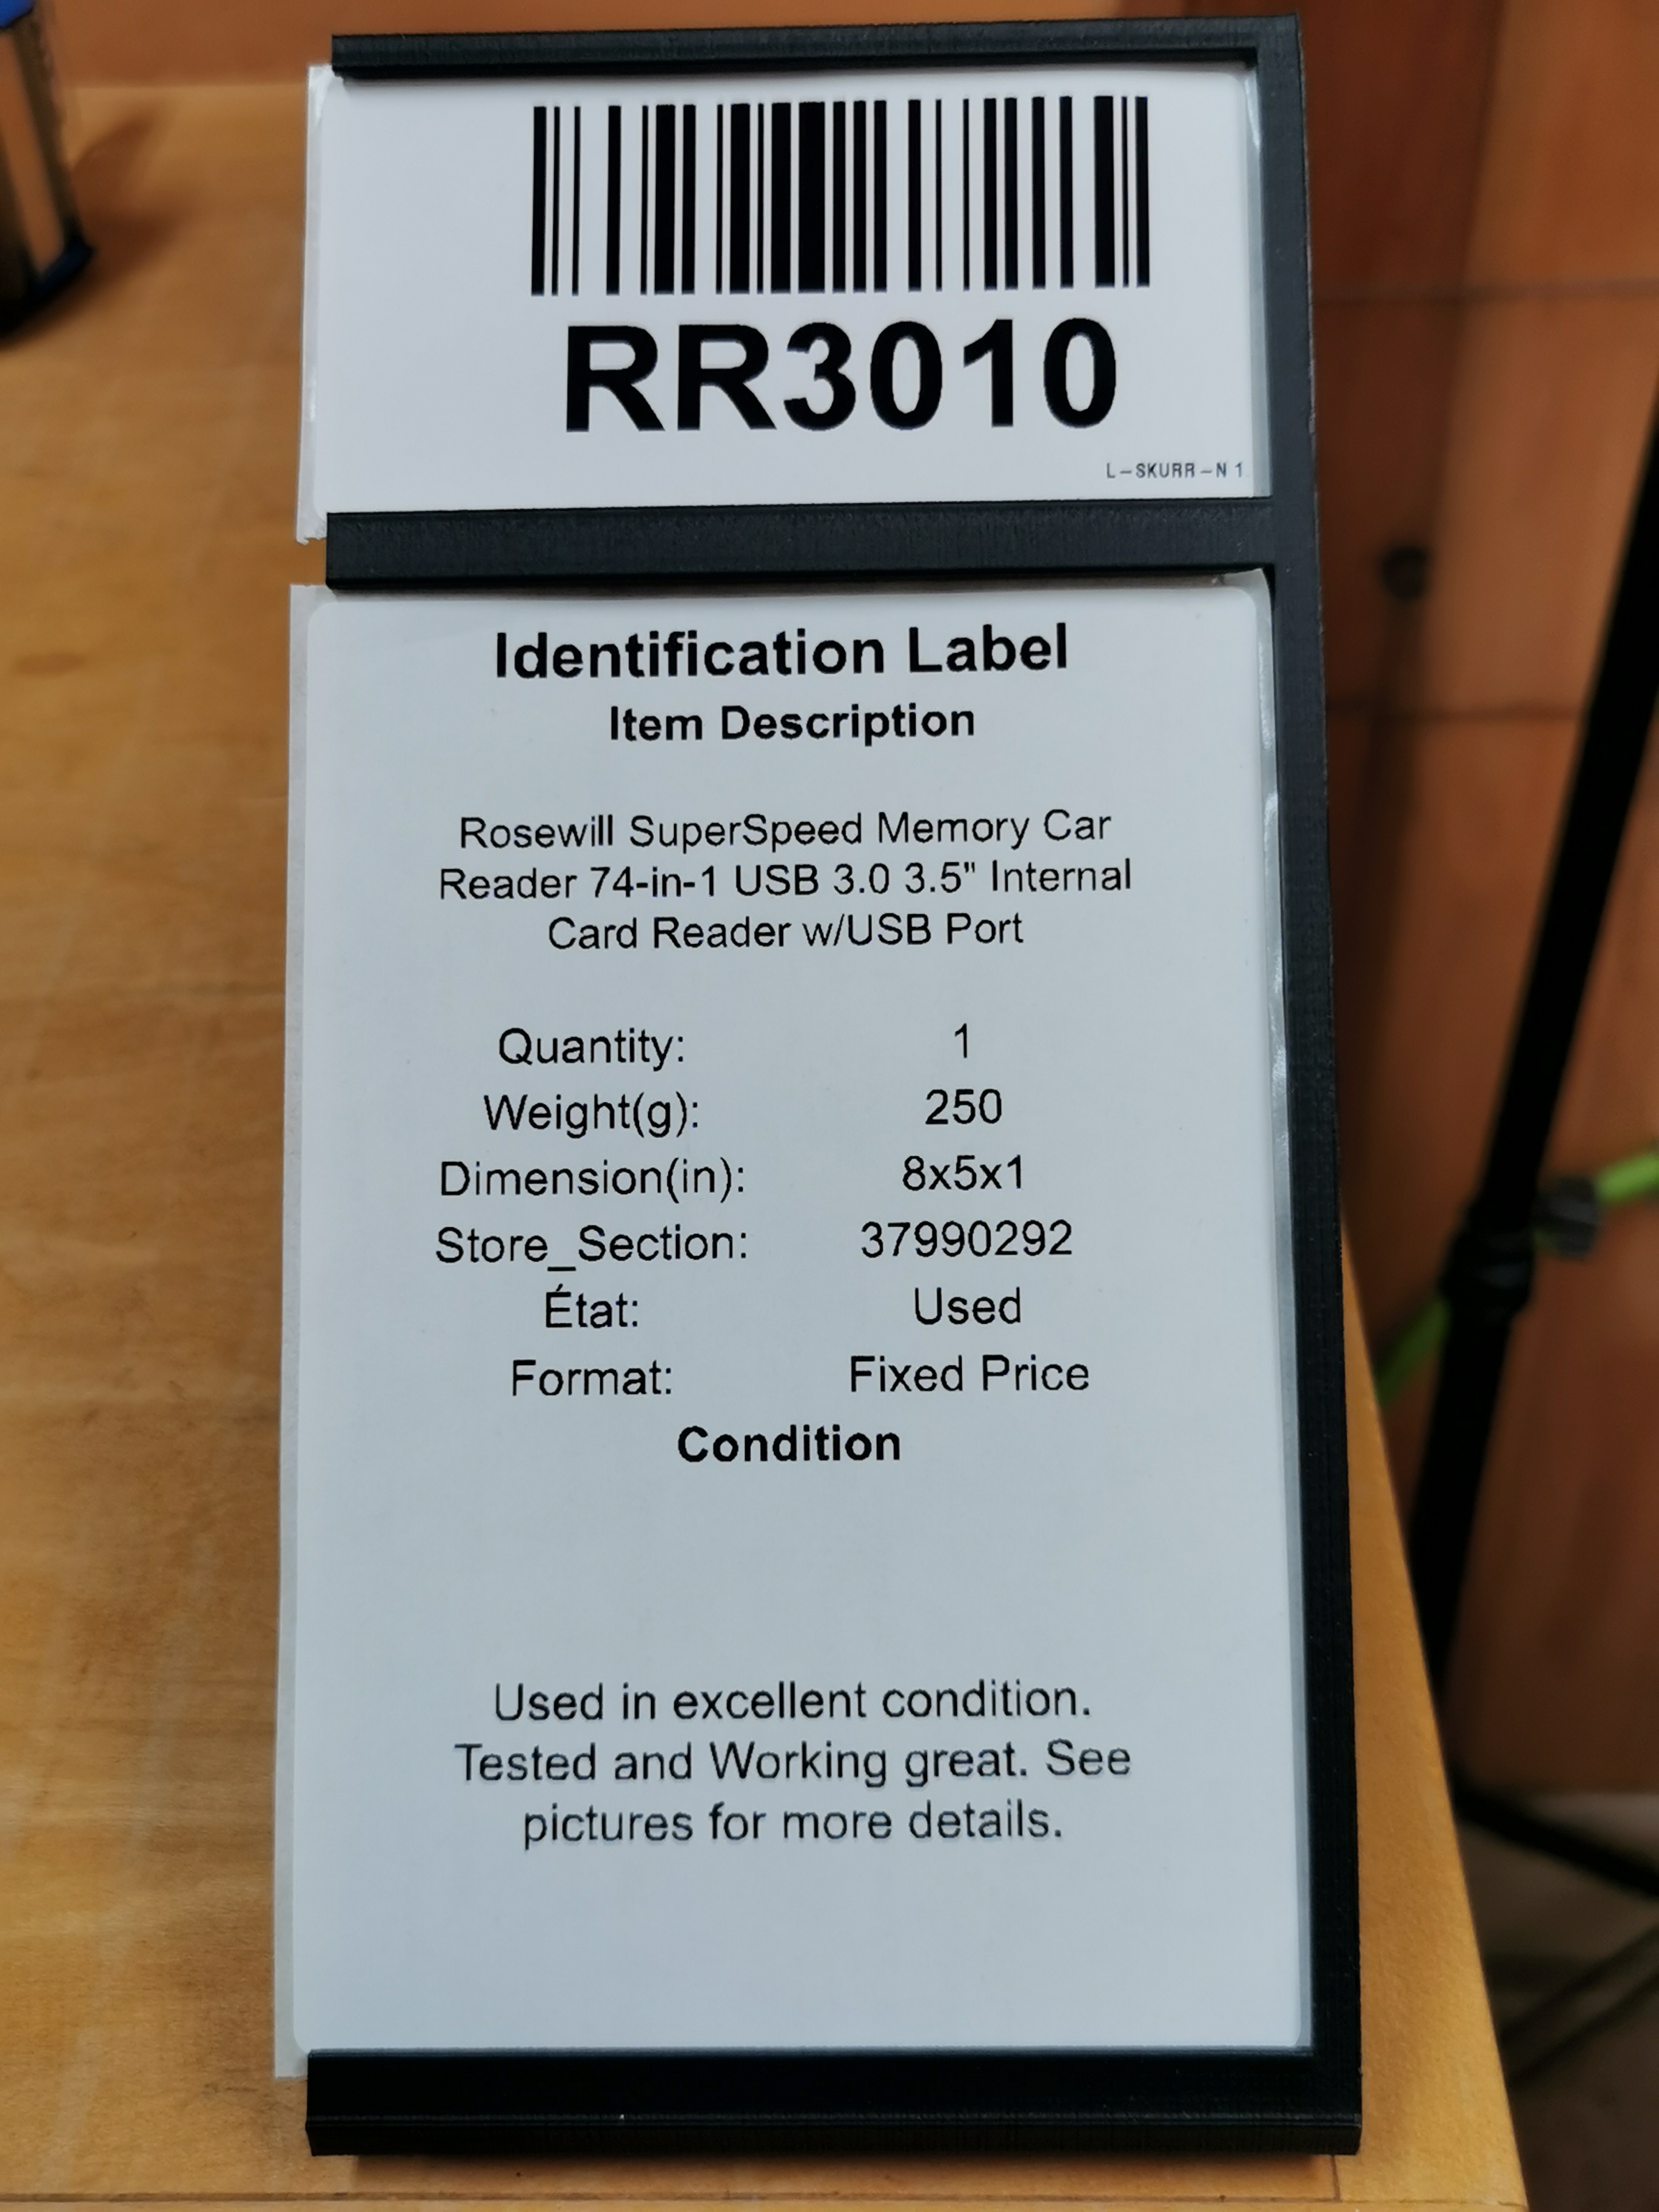 RR3010
L-SKURR-N 1
Identification Label
Item Description
Rosewill SuperSpeed Memory Car
Reader 74-in-1 USB 3.0 3.5" Internal
Card Reader w/USB Port
Quantity: 1
Weight(g): 250
Dimension(in): 8x5x1
Store_Section: 37990292
État: Used
Format: Fixed Price
Condition
Used in excellent condition.
Tested and Working great. See
pictures for more details.